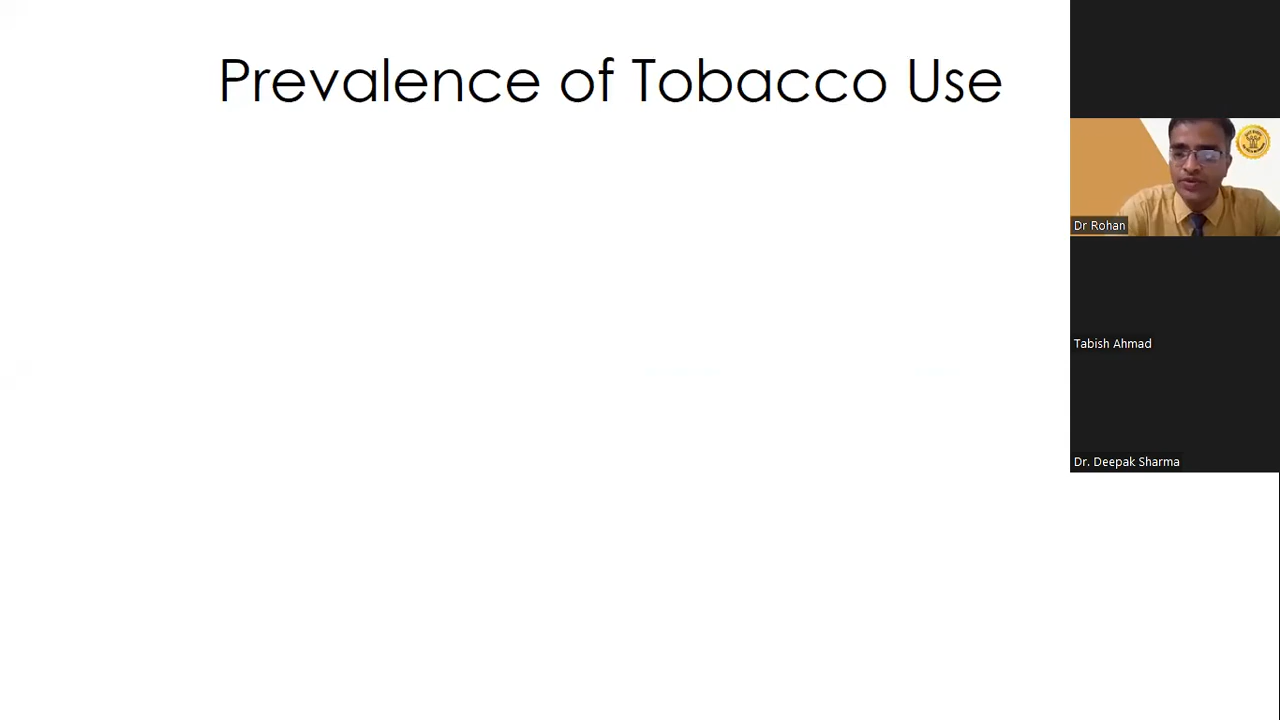 Prevalence of Tobacco Use
Dr Rohan
Tabish Ahmad
Dr. Deepak Sharma